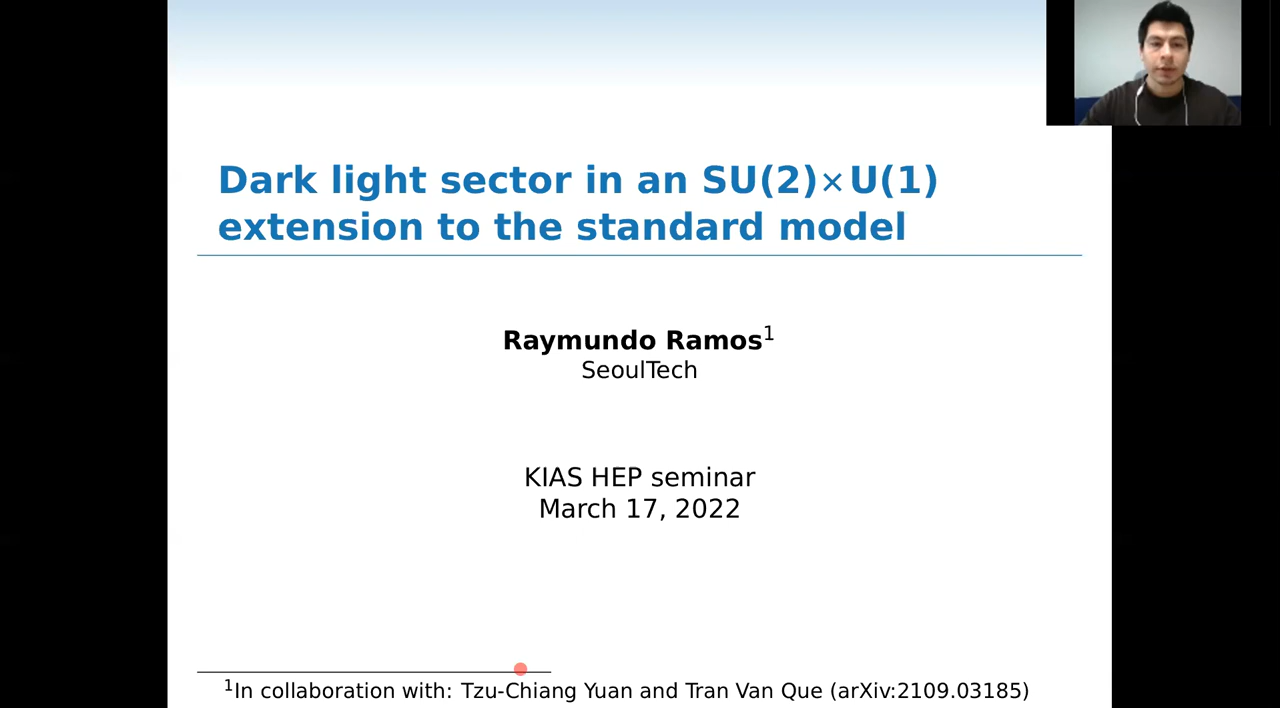 Dark light sector in an SU(2)×U(1)
extension to the standard model
Raymundo Ramos¹
SeoulTech
KIAS HEP seminar
March 17, 2022
¹In collaboration with: Tzu-Chiang Yuan and Tran Van Que (arXiv:2109.03185)